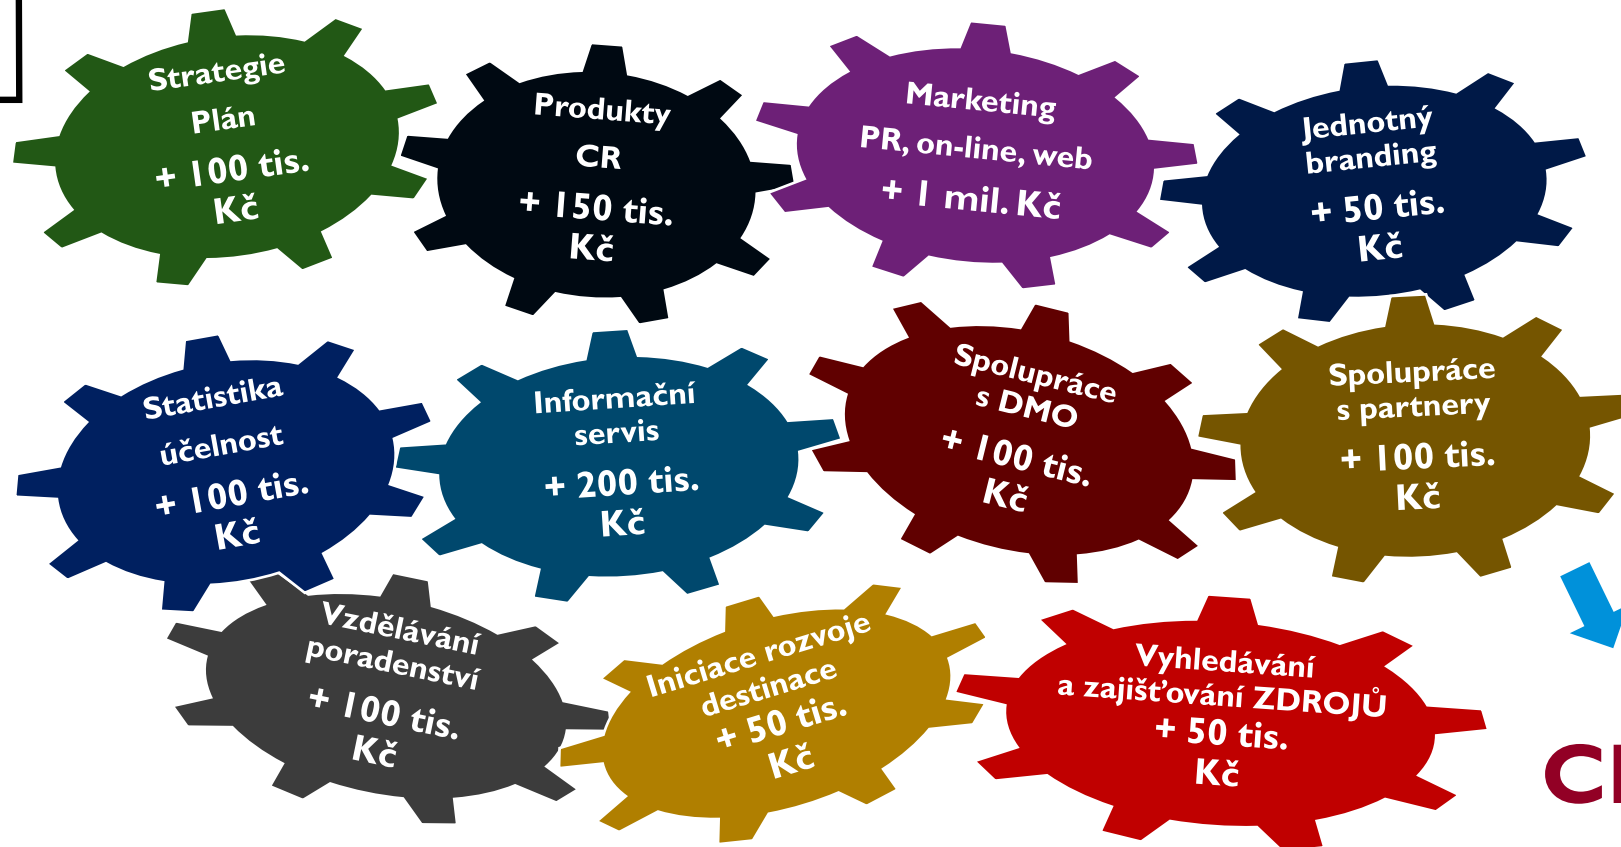 Strategie
Plán
+ 100 tis.
Kč
Produkty
CR
+ 150 tis.
Kč
Marketing
PR, on-line, web
+ 1 mil. Kč
Jednotný
branding
+ 50 tis.
Kč
Statistika
účelnost
+ 100 tis.
Kč
Informační
servis
+ 200 tis.
Kč
Spolupráce
s DMO
+ 100 tis.
Kč
Spolupráce
s partnery
+ 100 tis.
Kč
Vzdělávání
poradenství
+ 100 tis.
Kč
Iniciace rozvoje
destinace
+ 50 tis.
Kč
Vyhledávání
a zajišťování ZDROJŮ
+ 50 tis.
Kč